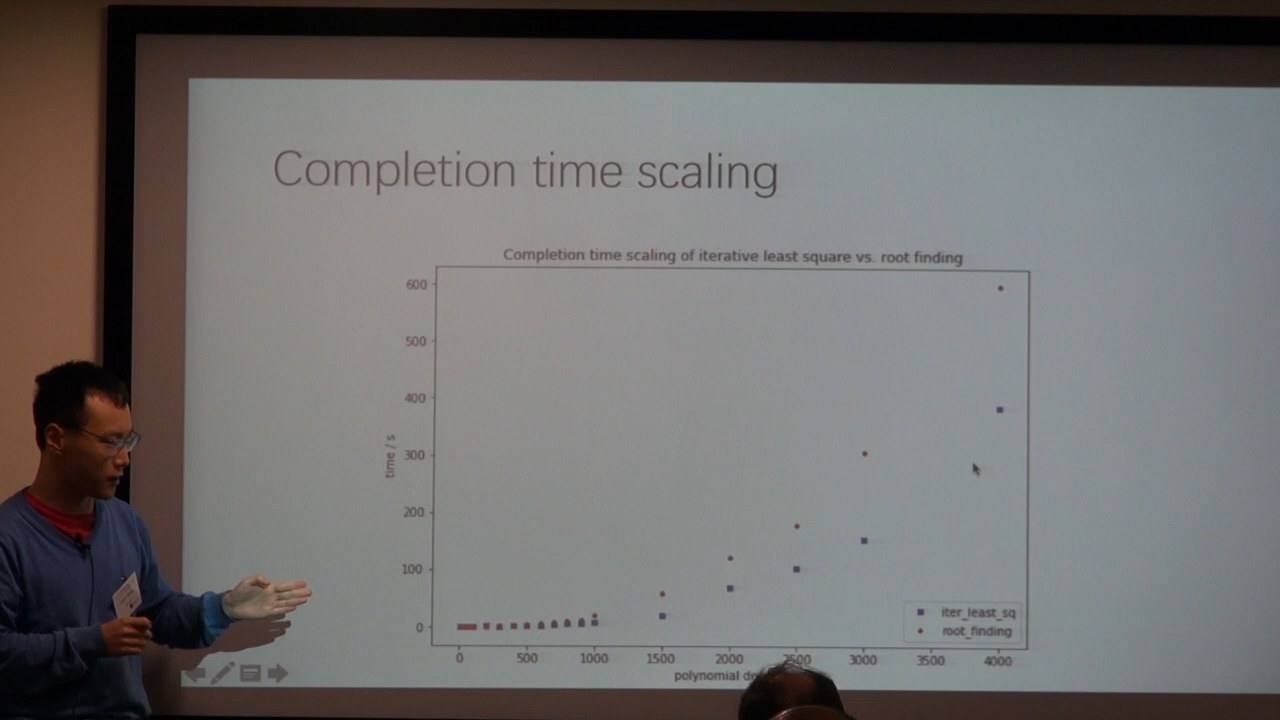 Completion time scaling
Completion time scaling of iterative least square vs. root finding
600
500
400
300
200
100
0
time / s
0 500 1000 1500 2000 2500 3000 3500 4000
polynomial
iter_least_sq
root_finding